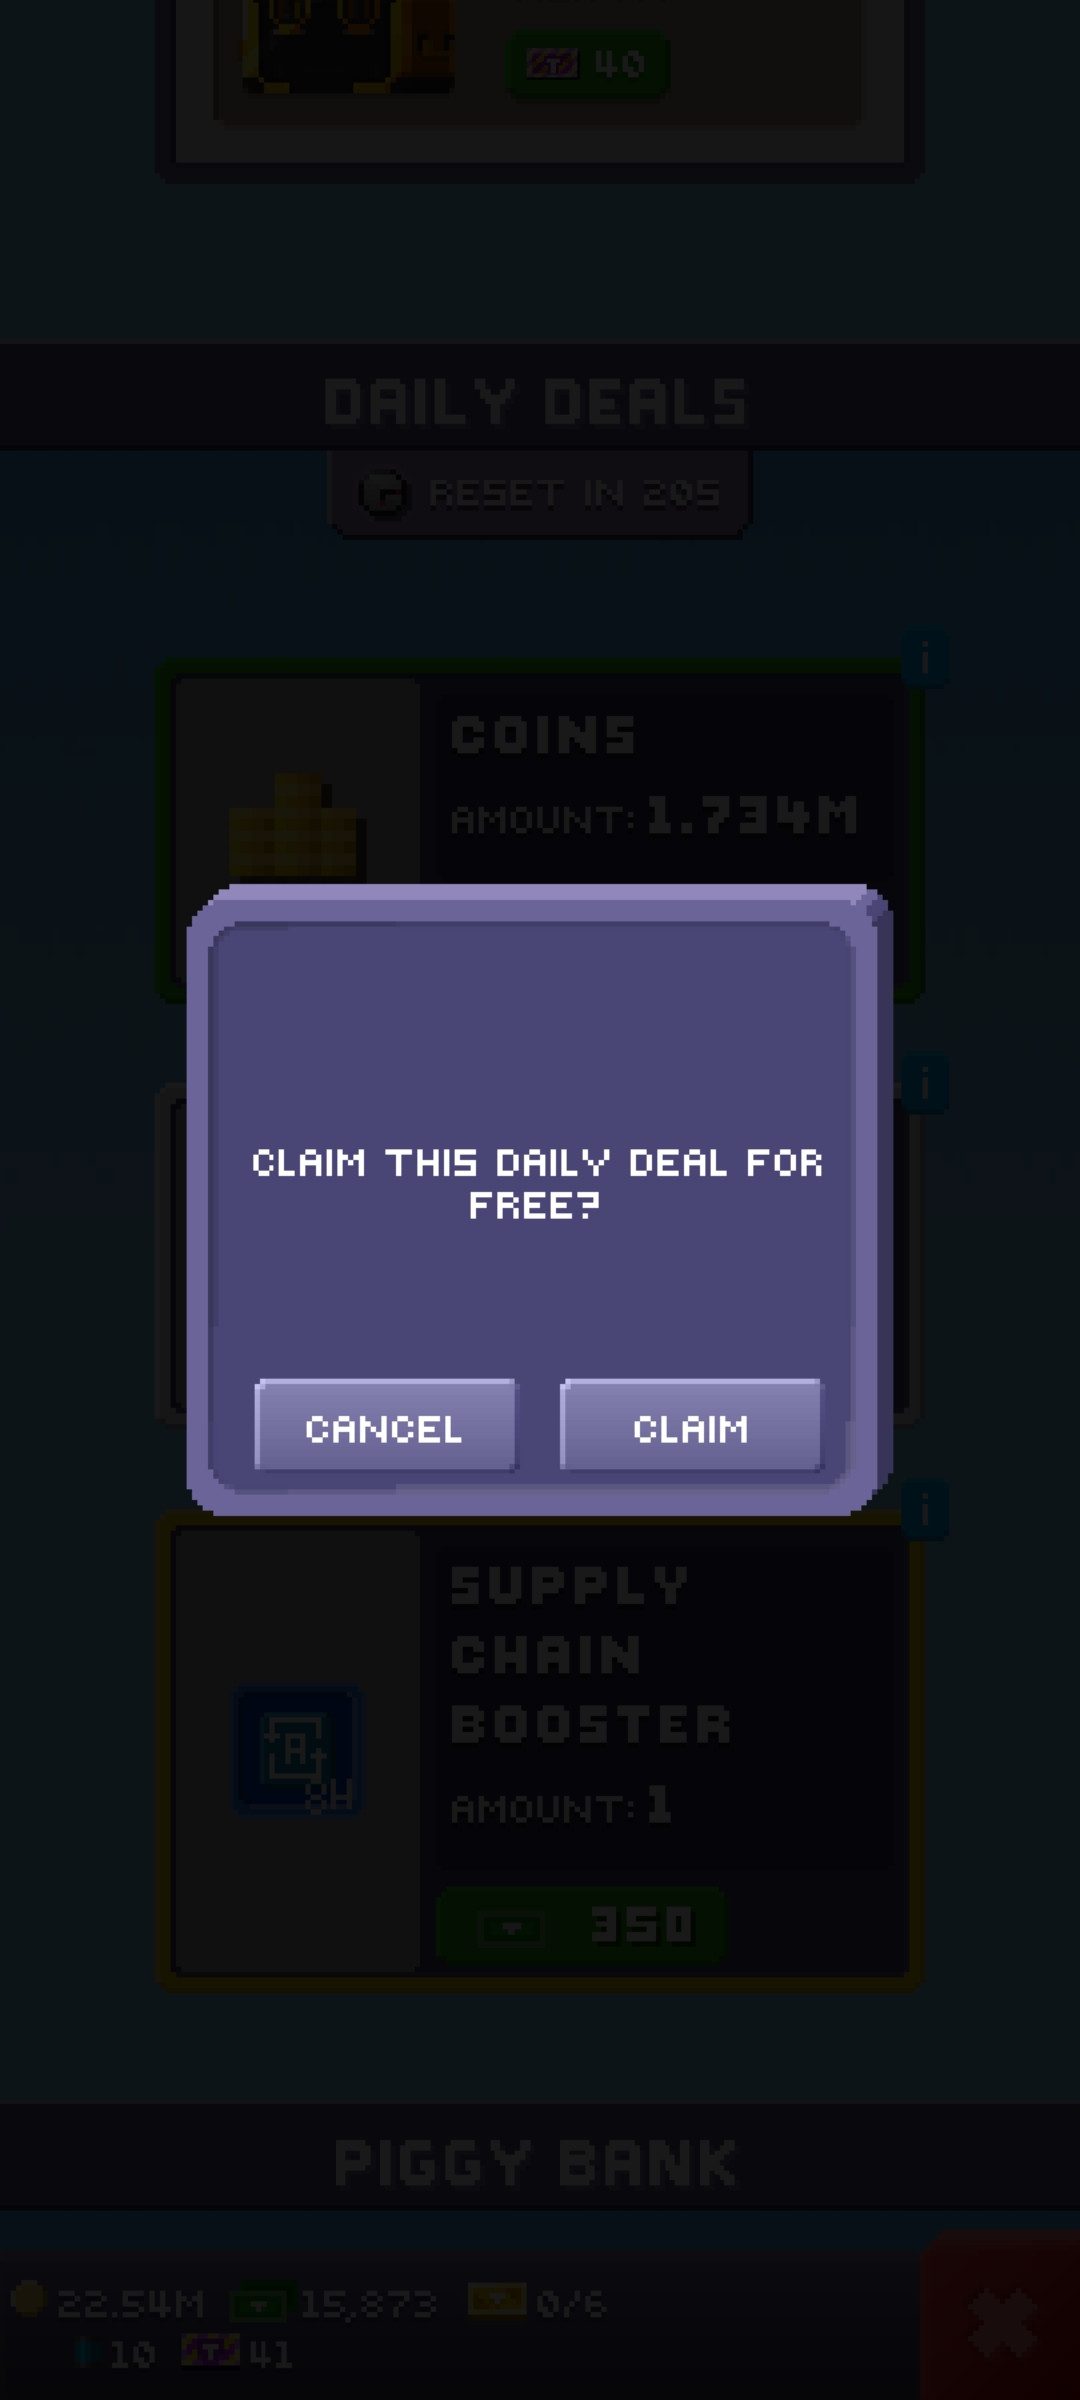 40
DAILY DEALS
RESET IN 20S
i
COINS
AMOUNT: 1.734M
i
CLAIM THIS DAILY DEAL FOR
FREE?
CANCEL CLAIM
i
SUPPLY
CHAIN
BOOSTER
A
8H
AMOUNT: 1
350
PIGGY BANK
22.54M 15,873 0/6
10 T 41